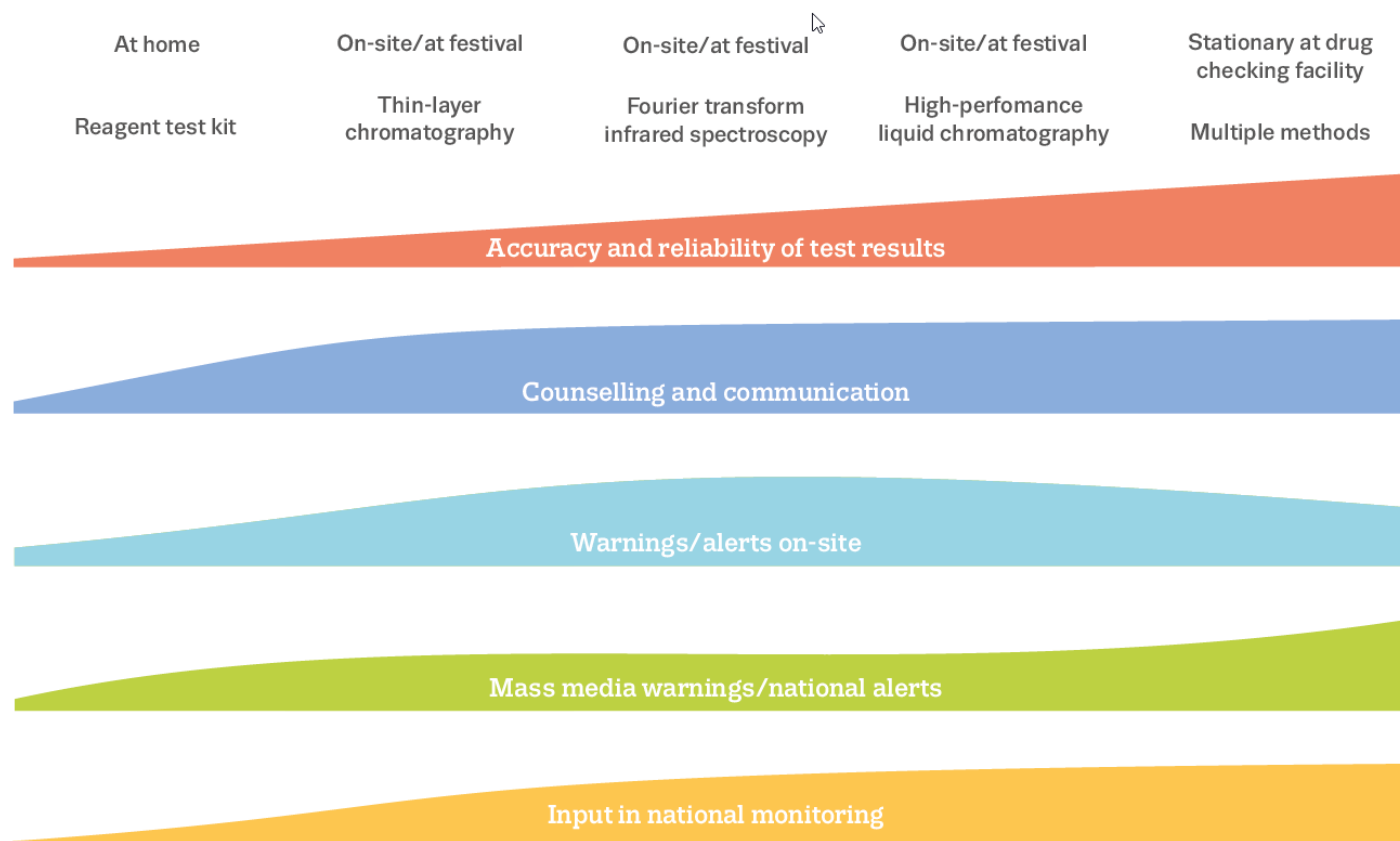 At home
On-site/at festival
On-site/at festival
On-site/at festival
Stationary at drug
checking facility
Reagent test kit
Thin-layer
chromatography
Fourier transform
infrared spectroscopy
High-perfomance
liquid chromatography
Multiple methods
Accuracy and reliability of test results
Counselling and communication
Warnings/alerts on-site
Mass media warnings/national alerts
Input in national monitoring